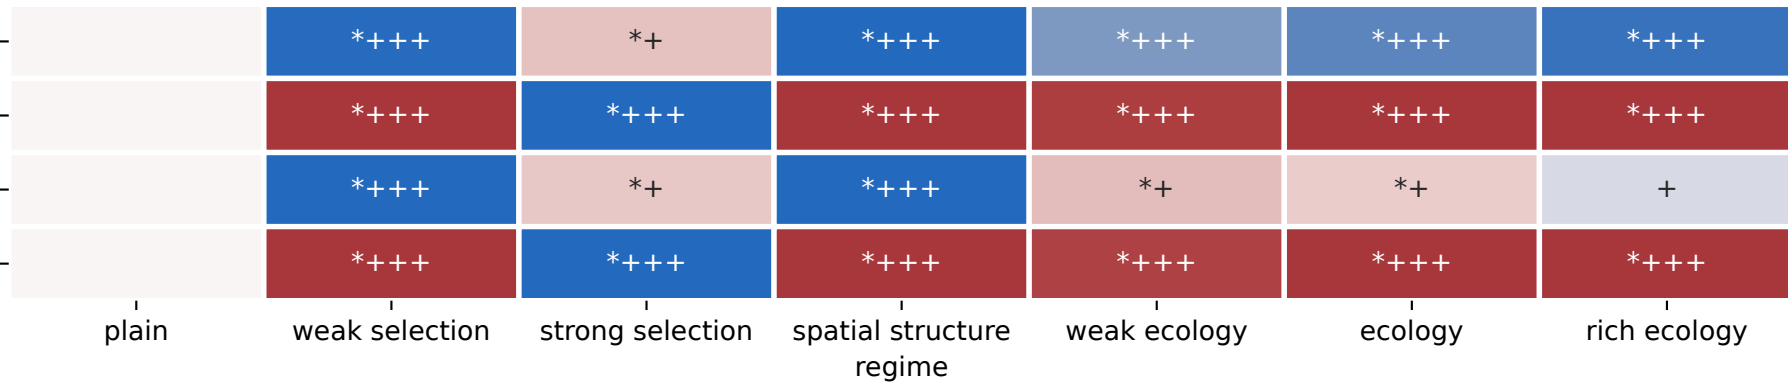 *+++ *+ *+++ *+++ *+++ *+++
*+++ *+++ *+++ *+++ *+++ *+++
*+++ *+ *+++ *+ *+ +
*+++ *+++ *+++ *+++ *+++ *+++
plain weak selection strong selection spatial structure weak ecology ecology rich ecology
regime